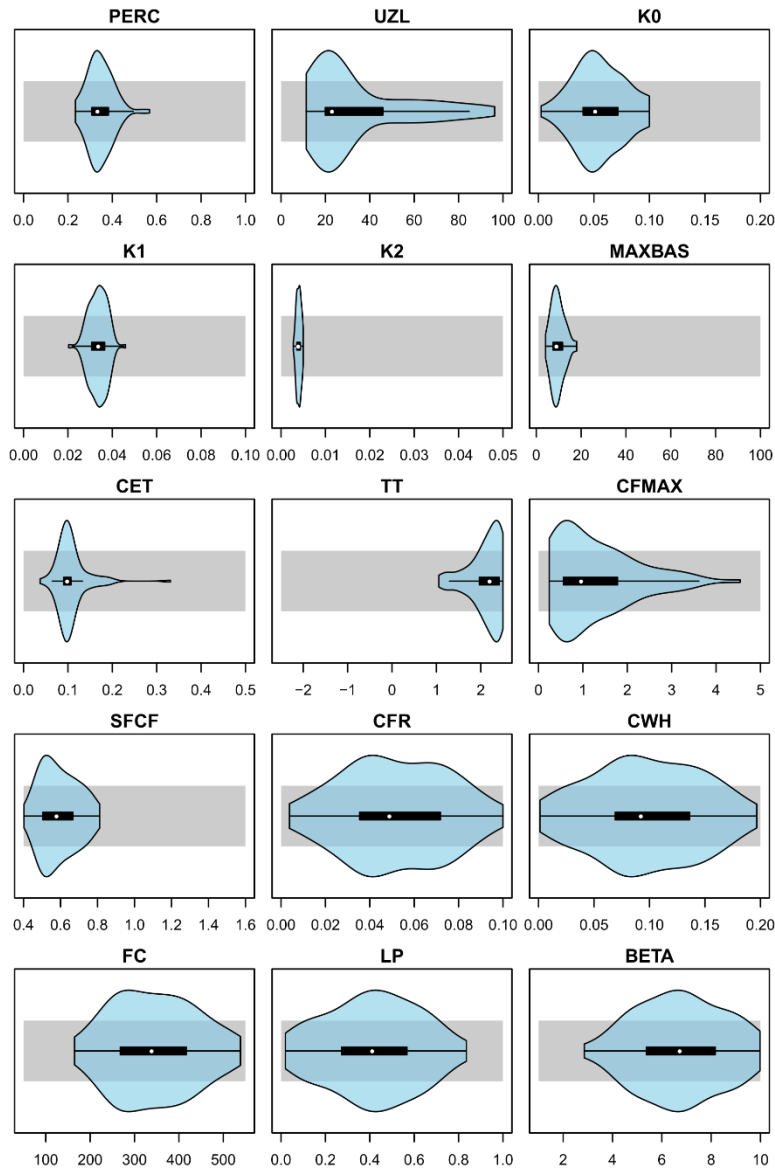 PERC UZL K0
0.0 0.2 0.4 0.6 0.8 1.0 0 20 40 60 80 100 0.00 0.05 0.10 0.15 0.20
K1 K2 MAXBAS
0.00 0.02 0.04 0.06 0.08 0.10 0.00 0.01 0.02 0.03 0.04 0.05 0 20 40 60 80 100
CET TT CFMAX
0.0 0.1 0.2 0.3 0.4 0.5 −2 −1 0 1 2 0 1 2 3 4 5
SFCF CFR CWH
0.4 0.6 0.8 1.0 1.2 1.4 1.6 0.00 0.02 0.04 0.06 0.08 0.10 0.00 0.05 0.10 0.15 0.20
FC LP BETA
100 200 300 400 500 0.0 0.2 0.4 0.6 0.8 1.0 2 4 6 8 10